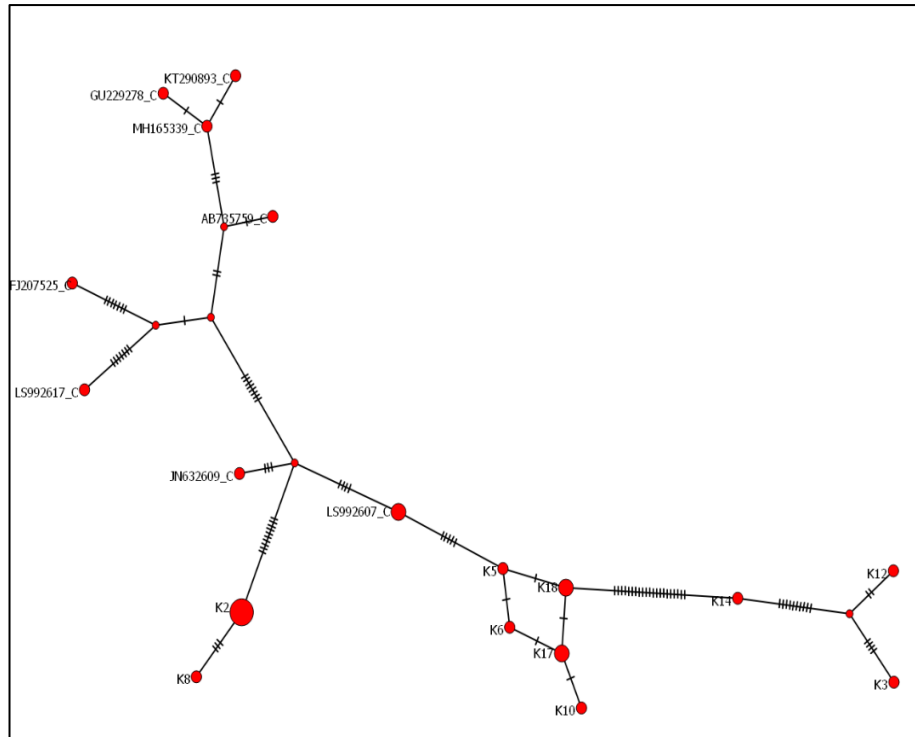 KT290893_C
GU229278_C
MH165339_C
AB735759_C
FJ207525_C
LS992617_C
JN632609_C
LS992607_C
K5
K12
K18
K14
K2
K6
K17
K8
K3
K10